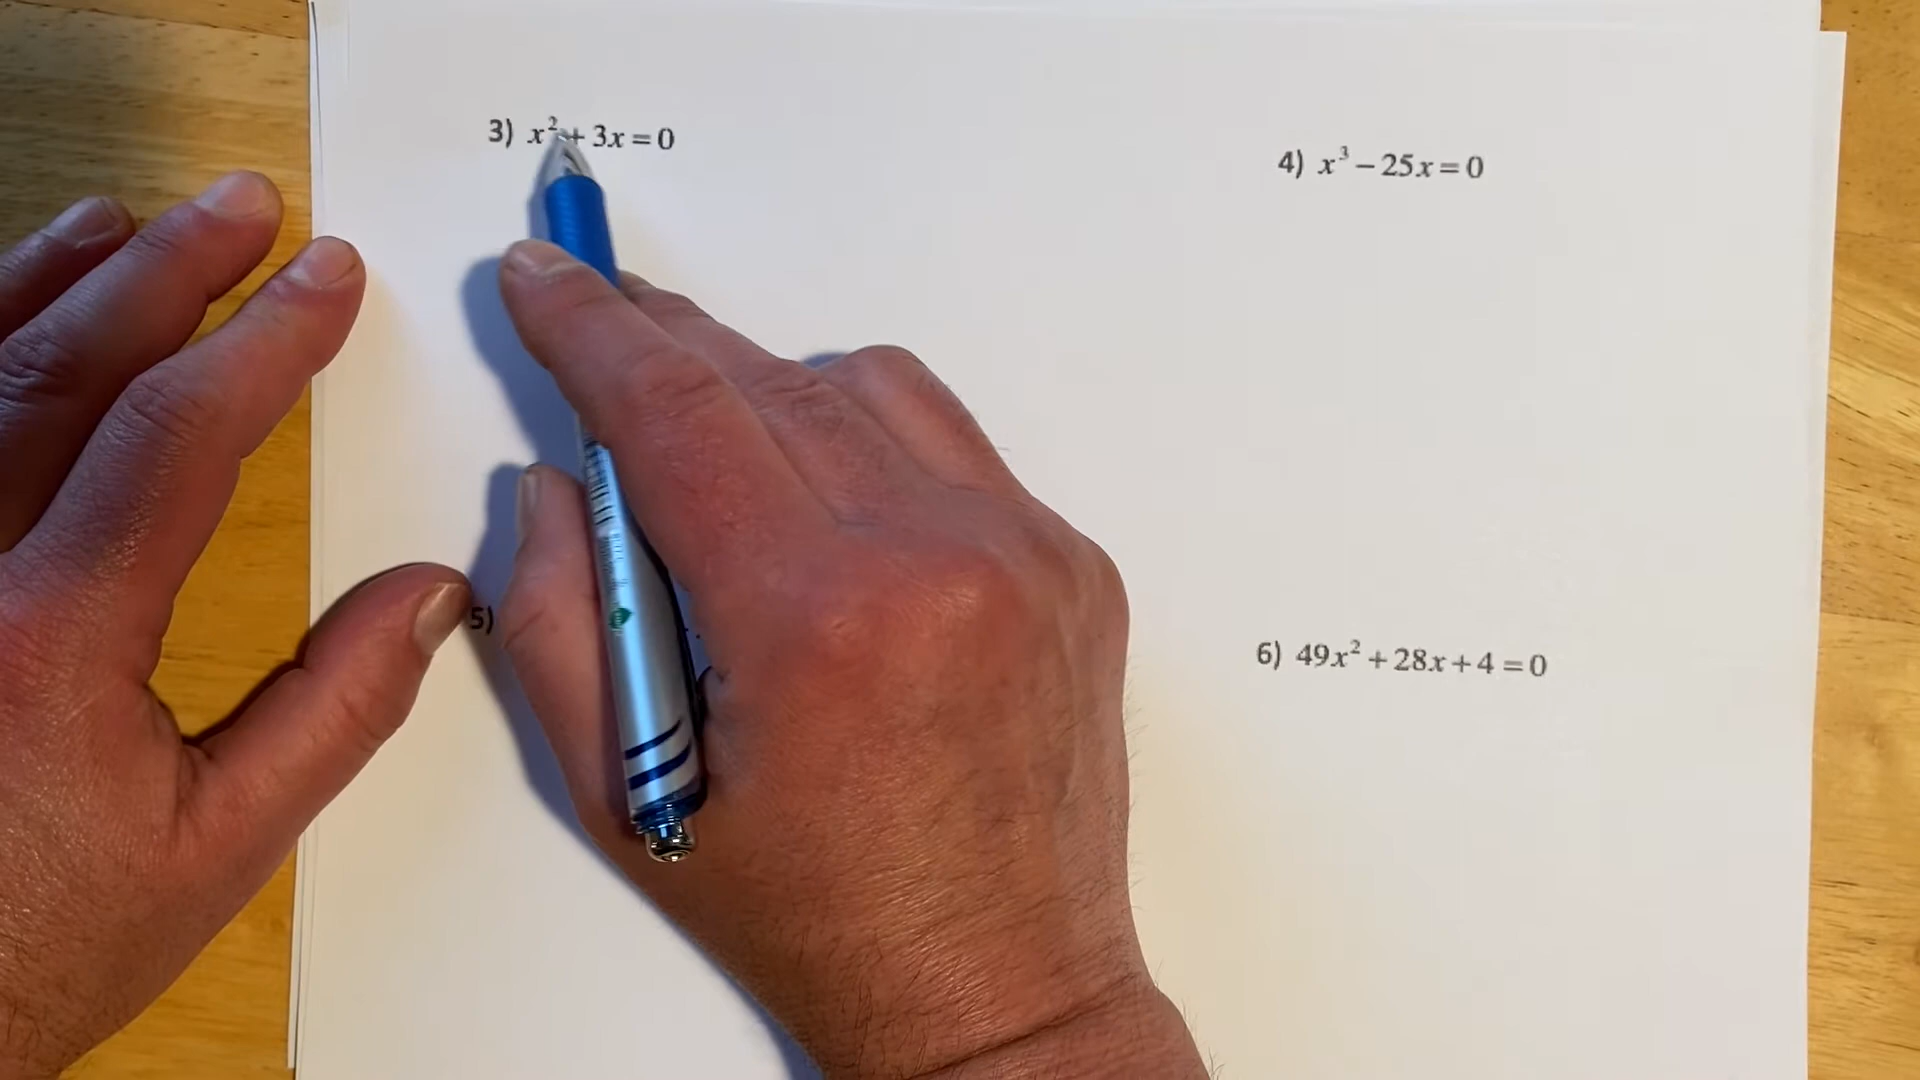 3) x² + 3x = 0
4) x³ − 25x = 0
5)
6) 49x² + 28x + 4 = 0